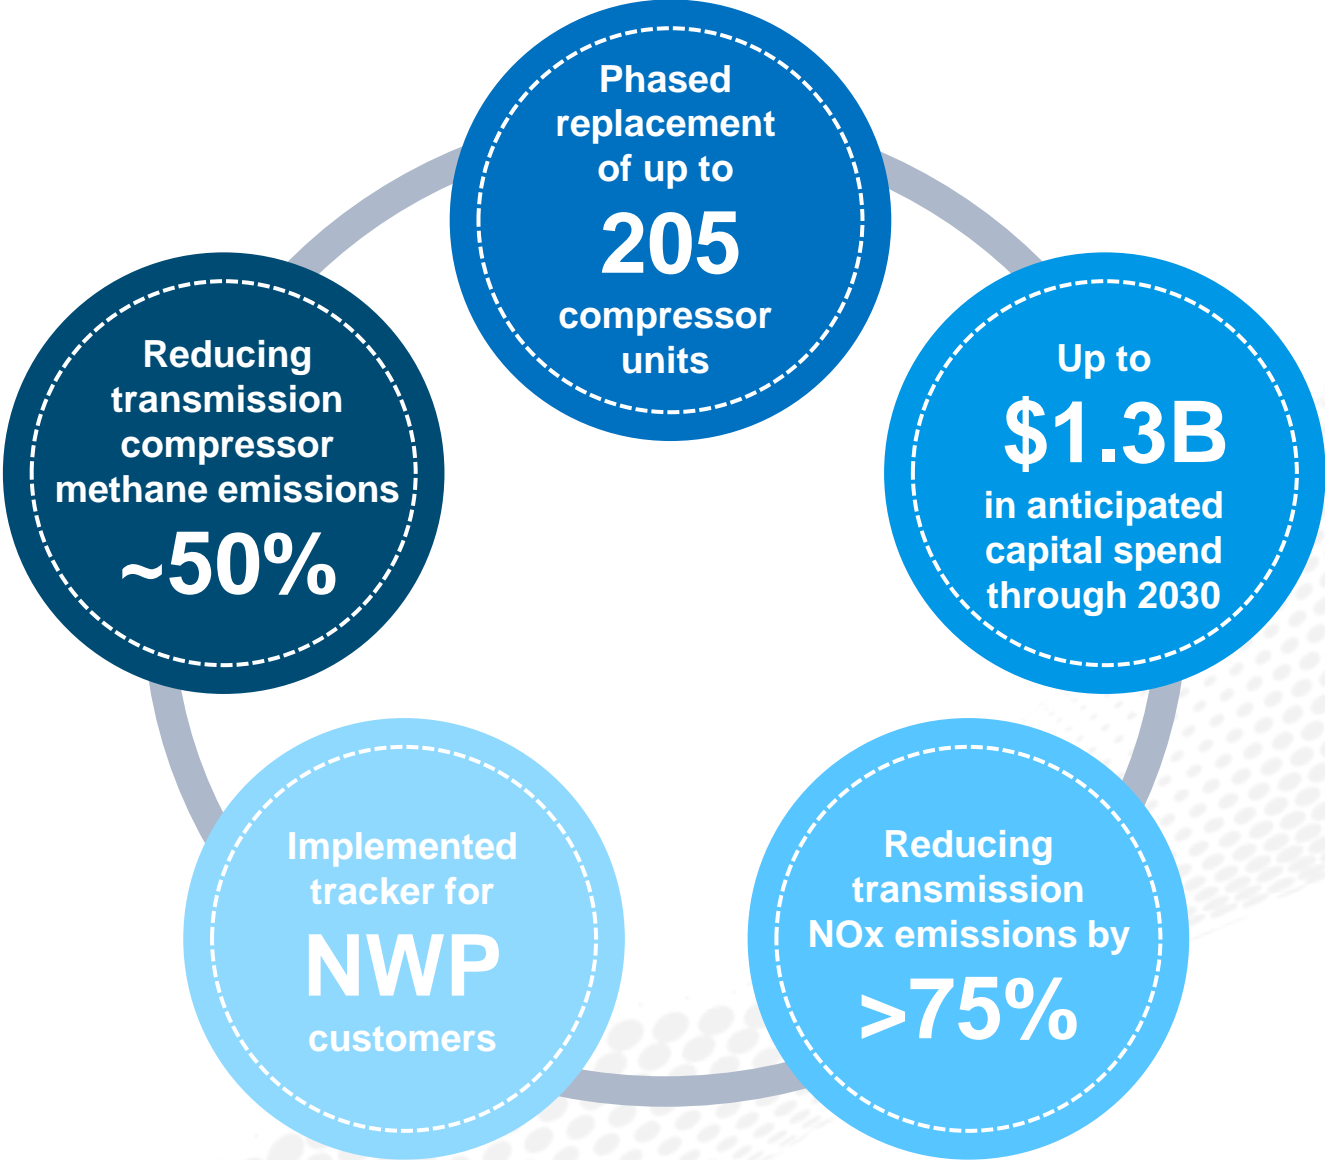 Phased
replacement
of up to
205
compressor
units
Up to
$1.3B
in anticipated
capital spend
through 2030
Reducing
transmission
NOx emissions by
>75%
Implemented
tracker for
NWP
customers
Reducing
transmission
compressor
methane emissions
~50%